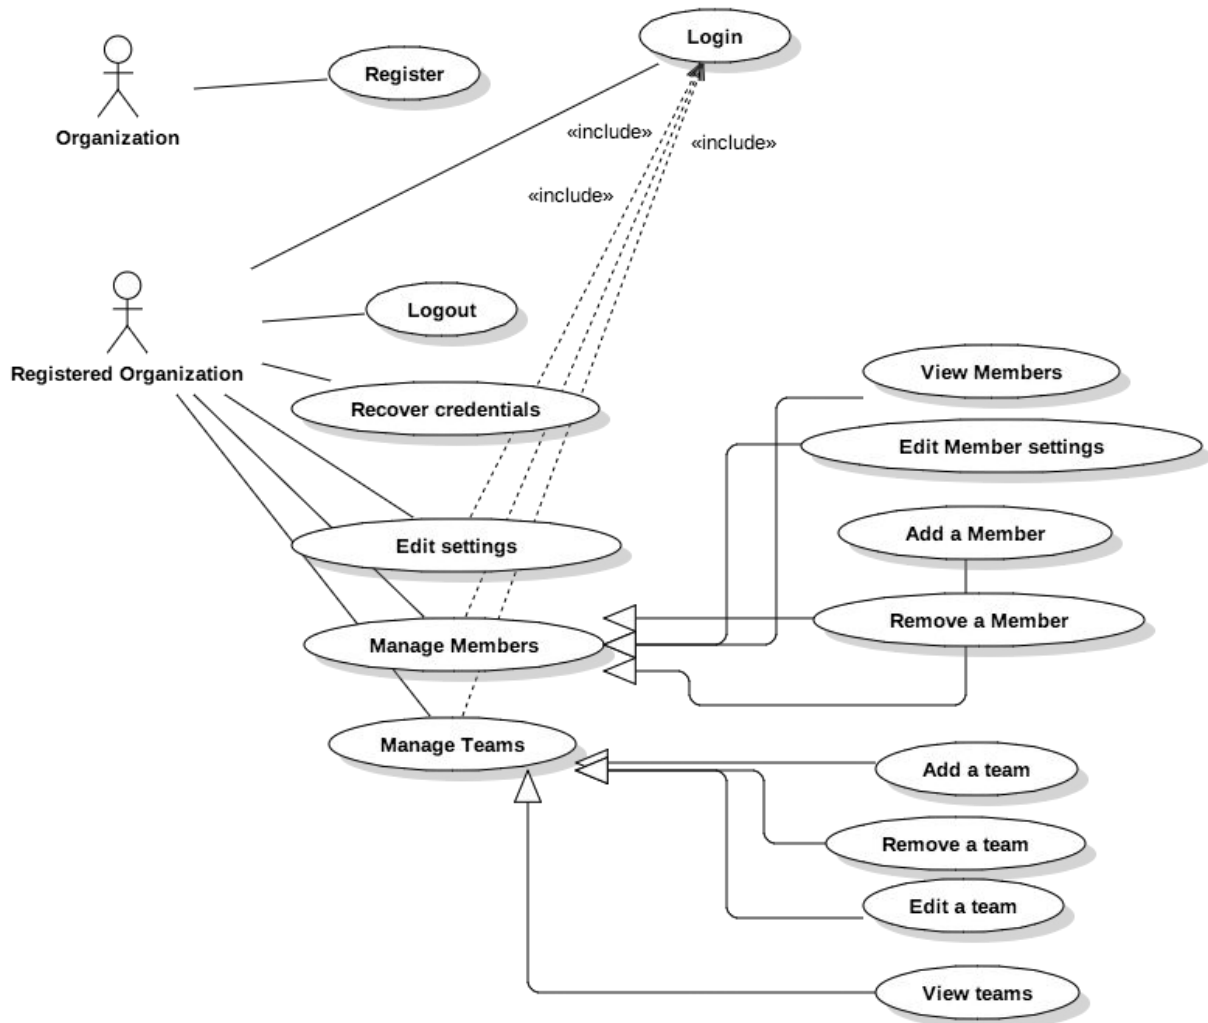 Login
Register
Organization
«include»
«include»
«include»
Logout
Registered Organization
Recover credentials
View Members
Edit Member settings
Add a Member
Edit settings
Remove a Member
Manage Members
Manage Teams
Add a team
Remove a team
Edit a team
View teams